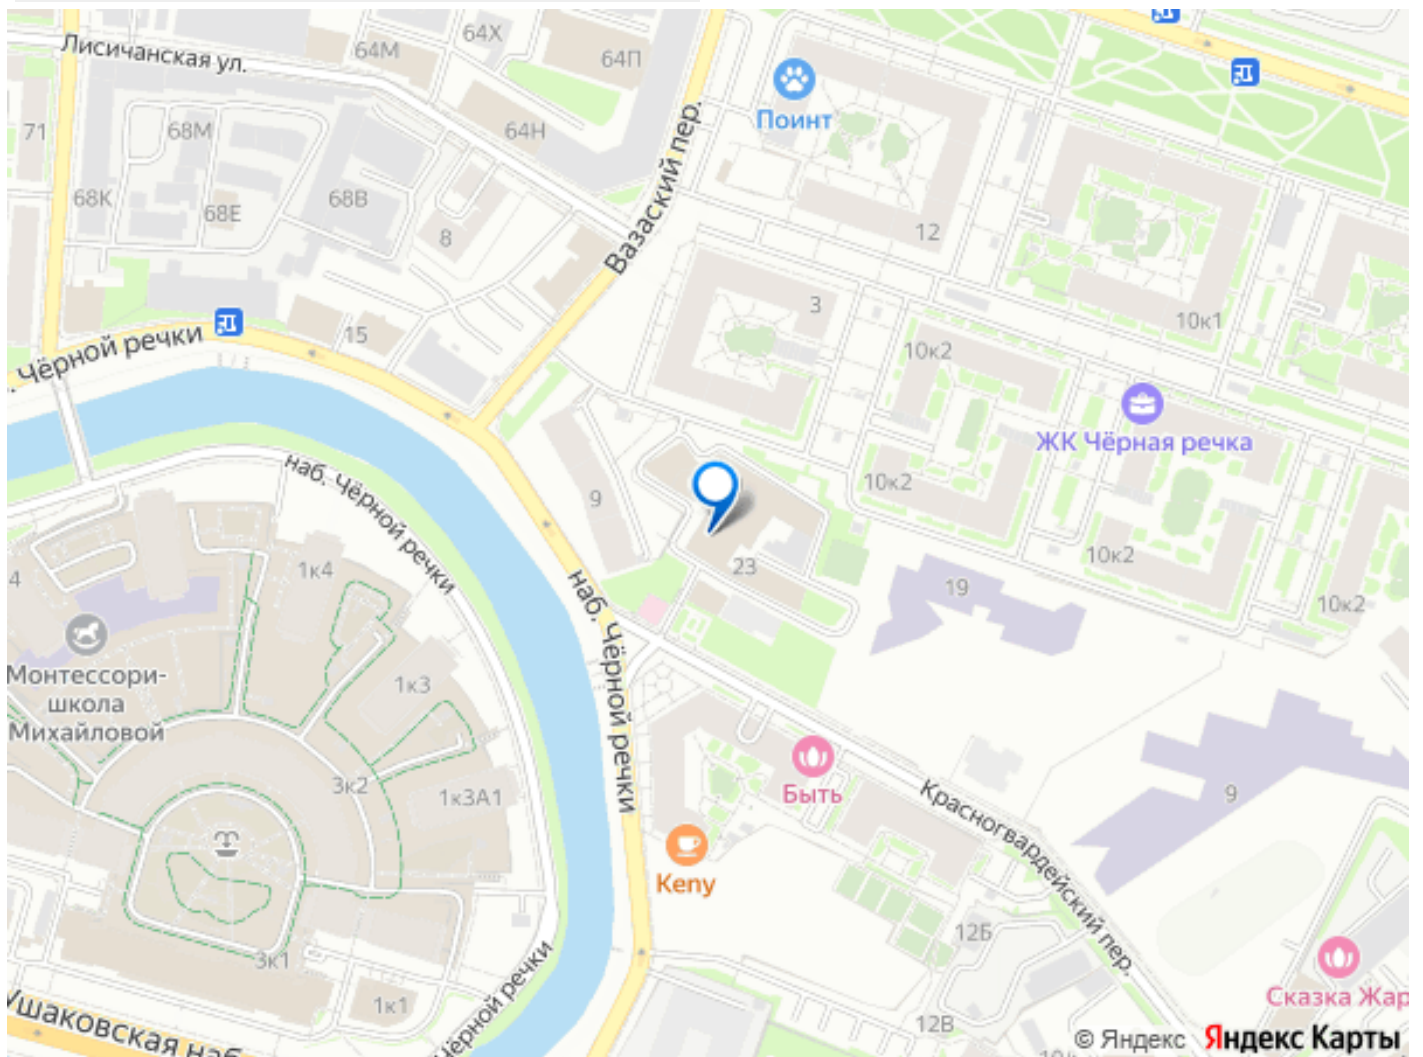 Лисичанская ул.
64М
64Х
64П
Поинт
71
68М
64Н
Вазаский пер.
68К
68Е
68В
8
12
3
10к1
15
Чёрной речки
10к2
ЖК Чёрная речка
наб. Чёрной речки
9
10к2
23
10к2
1к4
наб. Чёрной речки
19
10к2
4
Монтессори-
школа
Михайловой
1к3
3к2
1к3А1
Быть
Красногвардейский пер.
9
Keny
12Б
3к1
1к1
Чёрной речки
Ушаковская наб.
12В
Сказка Жар
© Яндекс Яндекс Карты
10к